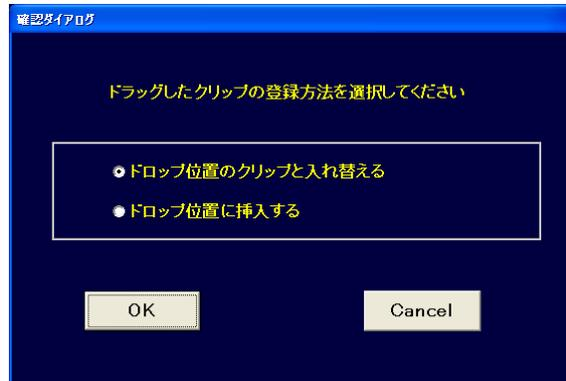 確認ダイアログ
ドラッグしたクリップの登録方法を選択してください
ドロップ位置のクリップと入れ替える
ドロップ位置に挿入する
OK
Cancel